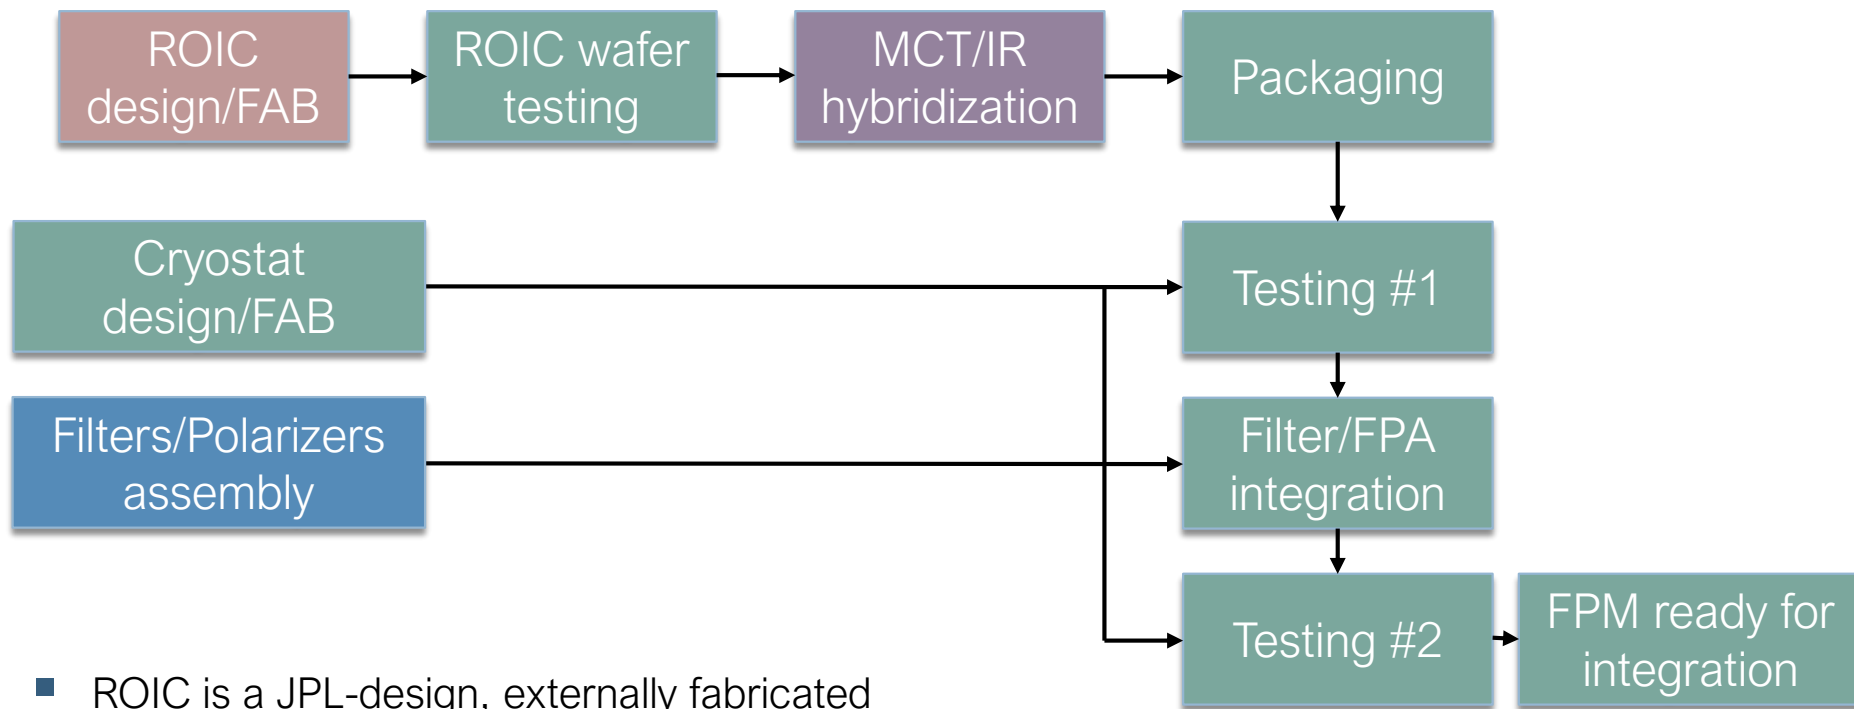 ROIC
design/FAB
ROIC wafer
testing
MCT/IR
hybridization
Packaging
Cryostat
design/FAB
Testing #1
Filters/Polarizers
assembly
Filter/FPA
integration
Testing #2
FPM ready for
integration
ROIC is a JPL-design, externally fabricated